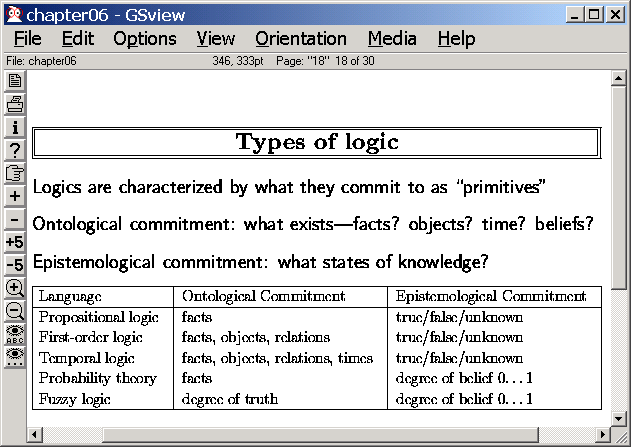 chapter06 - GSview
File Edit Options View Orientation Media Help
File: chapter06 346, 333pt Page: "18" 18 of 30
i
?
+
-
+5
-5
ABC
Types of logic
Logics are characterized by what they commit to as “primitives”
Ontological commitment: what exists—facts? objects? time? beliefs?
Epistemological commitment: what states of knowledge?
Language Ontological Commitment Epistemological Commitment
Propositional logic facts true/false/unknown
First-order logic facts, objects, relations true/false/unknown
Temporal logic facts, objects, relations, times true/false/unknown
Probability theory facts degree of belief 0…1
Fuzzy logic degree of truth degree of belief 0…1